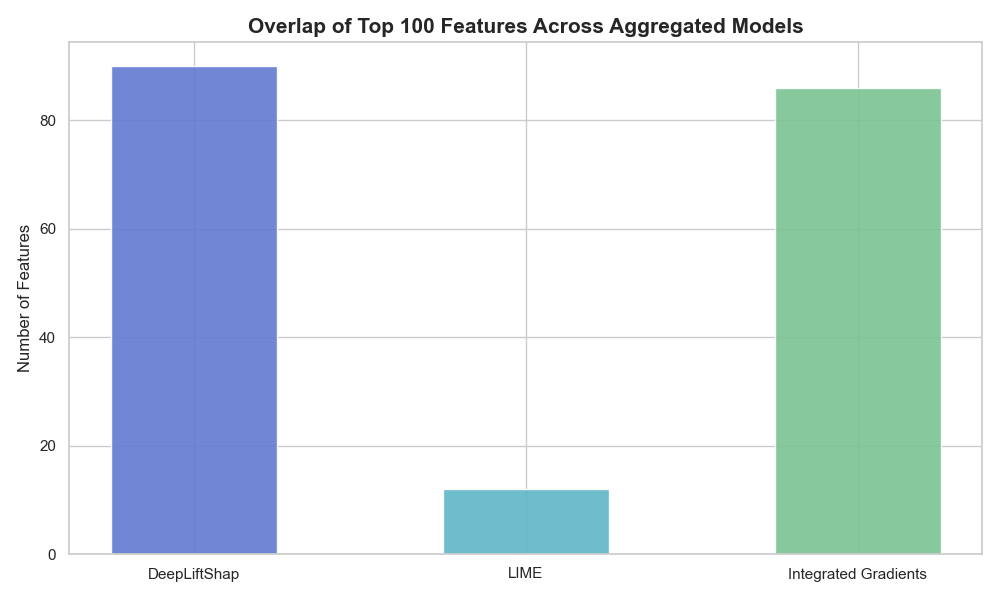 Overlap of Top 100 Features Across Aggregated Models
Number of Features
80
60
40
20
0
DeepLiftShap
LIME
Integrated Gradients